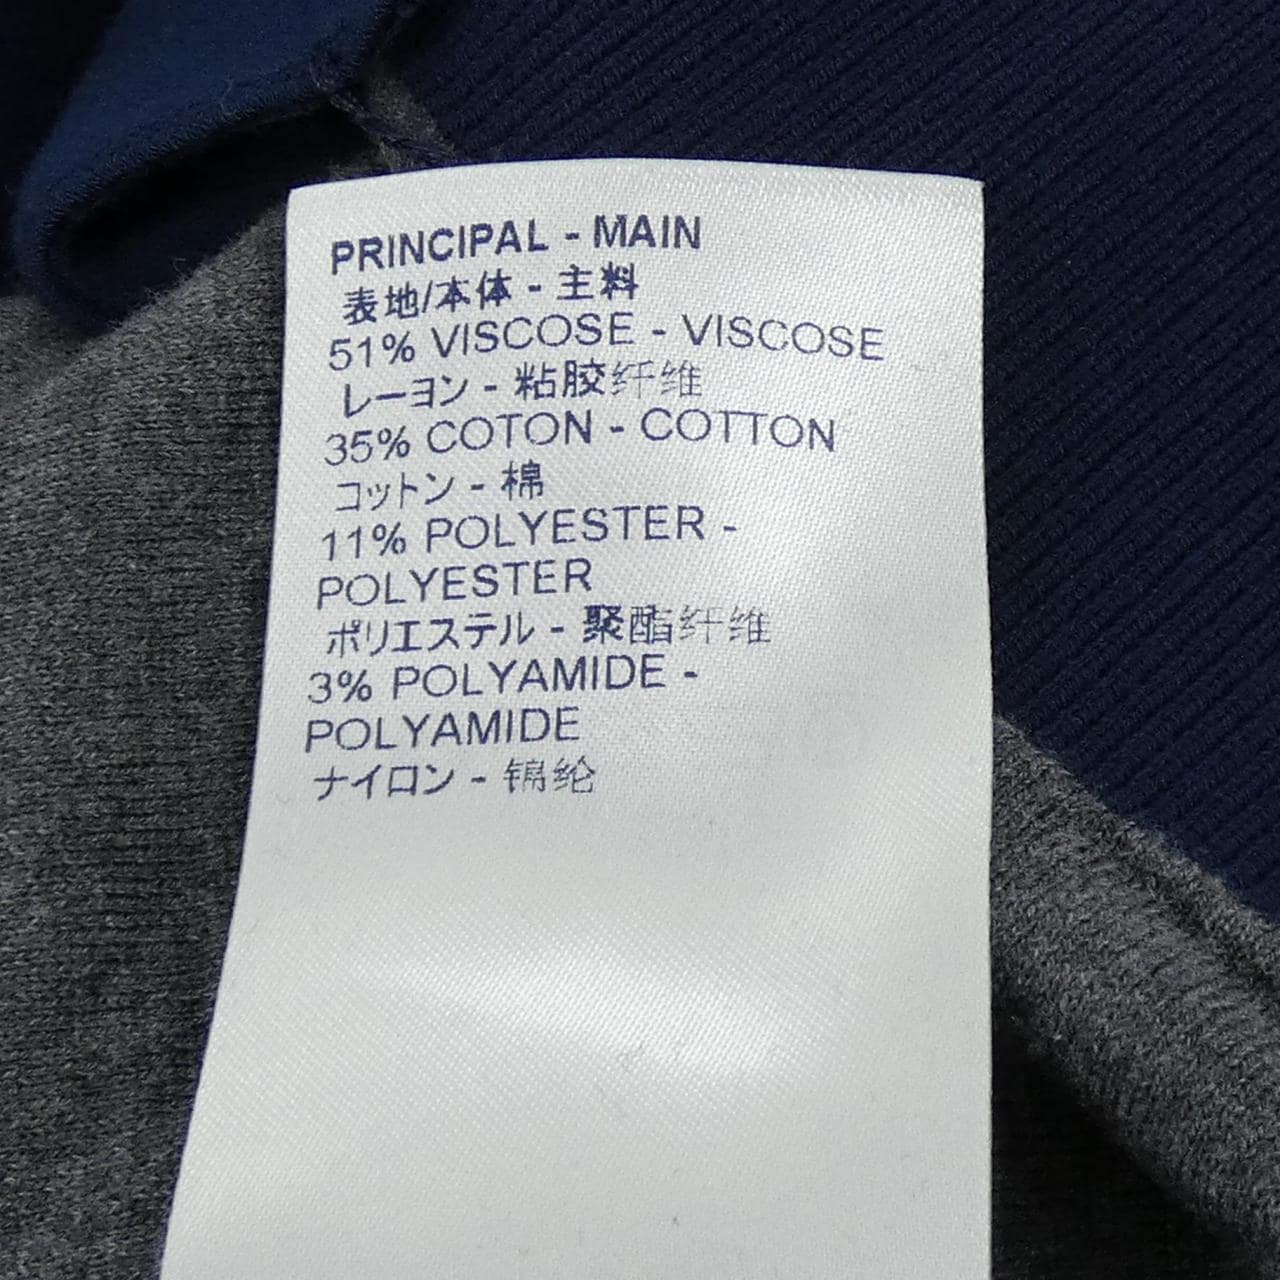 PRINCIPAL - MAIN
表地/本体 - 主料
51% VISCOSE - VISCOSE
レーヨン - 粘胶纤维
35% COTON - COTTON
コットン - 棉
11% POLYESTER -
POLYESTER
ポリエステル - 聚酯纤维
3% POLYAMIDE -
POLYAMIDE
ナイロン - 锦纶